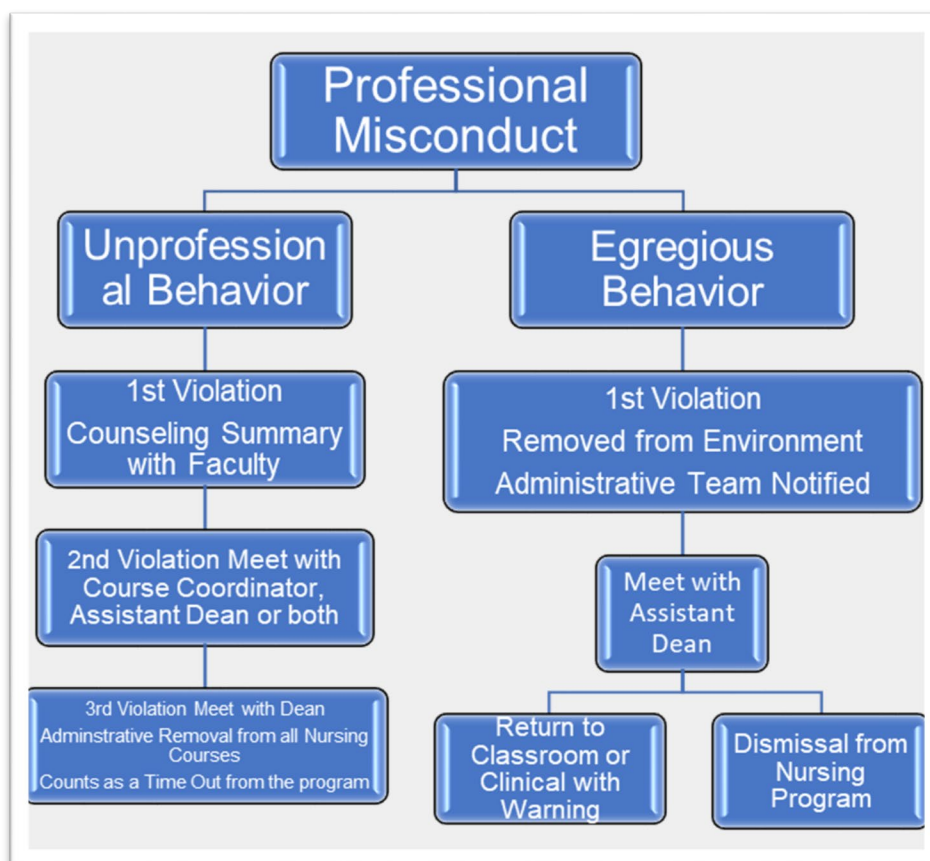 Professional
Misconduct
Unprofession
al Behavior
1st Violation
Counseling Summary
with Faculty
2nd Violation Meet with
Course Coordinator,
Assistant Dean or both
3rd Violation Meet with Dean
Adminstrative Removal from all Nursing
Courses
Counts as a Time Out from the program
Egregious
Behavior
1st Violation
Removed from Environment
Administrative Team Notified
Meet with
Assistant
Dean
Return to
Classroom or
Clinical with
Warning
Dismissal from
Nursing
Program